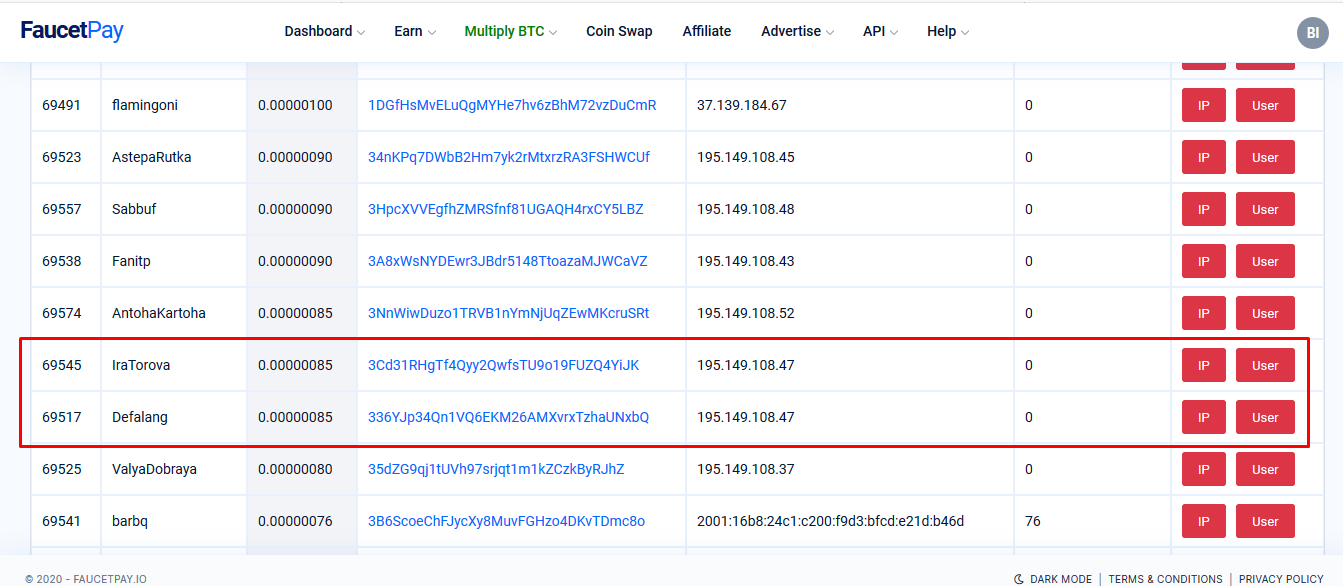 FaucetPay Dashboard Earn Multiply BTC Coin Swap Affiliate Advertise API Help BI
69491 flamingoni 0.00000100 1DGfHsMvELuQgMYHe7hv6zBhM72vzDuCmR 37.139.184.67 0 IP User
69523 AstepaRutka 0.00000090 34nKPq7DWbB2Hm7yk2rMtxrzRA3FSHWCUf 195.149.108.45 0 IP User
69557 Sabbuf 0.00000090 3HpcXVVEgfhZMRSfnf81UGAQH4rxCY5LBZ 195.149.108.48 0 IP User
69538 Fanitp 0.00000090 3A8xWsNYDEwr3JBdr5148TtoazaMJWCaVZ 195.149.108.43 0 IP User
69574 AntohaKartoha 0.00000085 3NnWiwDuzo1TRVB1nYmNjUqZEwMKcruSRt 195.149.108.52 0 IP User
69545 IraTorova 0.00000085 3Cd31RHgTf4Qyy2QwfsTU9o19FUZQ4YiJK 195.149.108.47 0 IP User
69517 Defalang 0.00000085 336YJp34Qn1VQ6EKM26AMXvrxTzhaUNxbQ 195.149.108.47 0 IP User
69525 ValyaDobraya 0.00000080 35dZG9qj1tUVh97srjqt1m1kZCzkByRJhZ 195.149.108.37 0 IP User
69541 barbq 0.00000076 3B6ScoeChFJycXy8MuvFGHzo4DKvTDmc8o 2001:16b8:24c1:c200:f9d3:bfcd:e21d:b46d 76 IP User
© 2020 - FAUCETPAY.IO DARK MODE | TERMS & CONDITIONS | PRIVACY POLICY